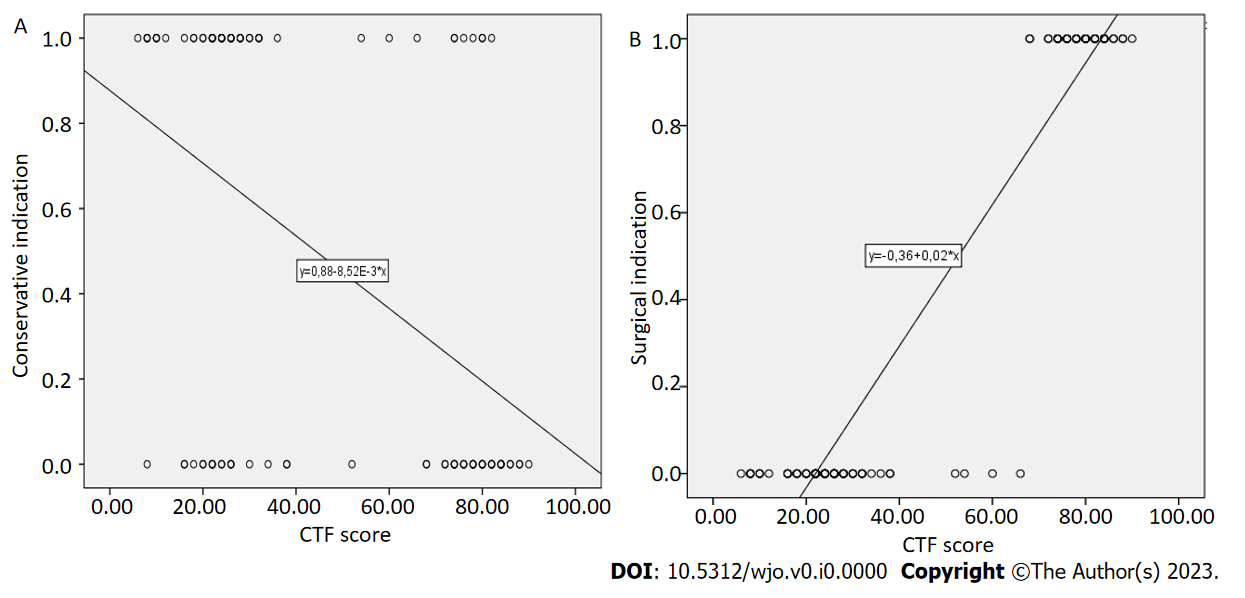 A
1.0
0.8
0.6
0.4
0.2
0.0
Conservative indication
y=0,88-8,52E-3*x
0.00 20.00 40.00 60.00 80.00 100.00
CTF score
B
1.0
0.8
0.6
0.4
0.2
0.0
Surgical indication
y=-0,36+0,02*x
0.00 20.00 40.00 60.00 80.00 100.00
CTF score
DOI: 10.5312/wjo.v0.i0.0000 Copyright ©The Author(s) 2023.